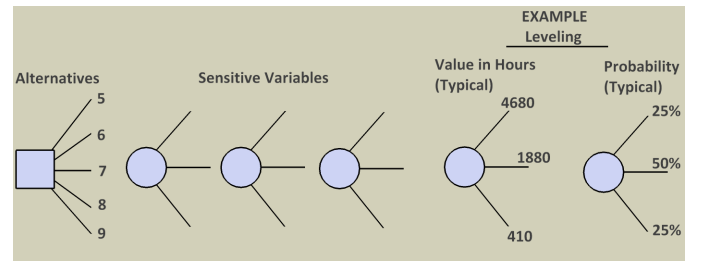 EXAMPLE
Leveling
Alternatives
Sensitive Variables
Value in Hours
(Typical)
Probability
(Typical)
5
6
7
8
9
4680
1880
410
25%
50%
25%